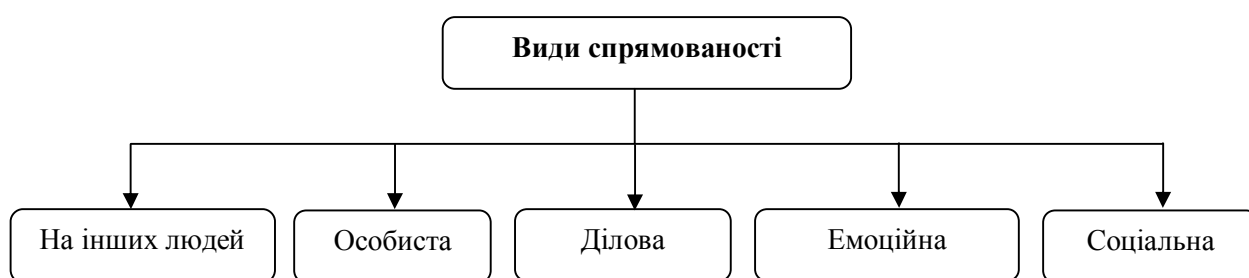 Види спрямованості
На інших людей
Особиста
Ділова
Емоційна
Соціальна